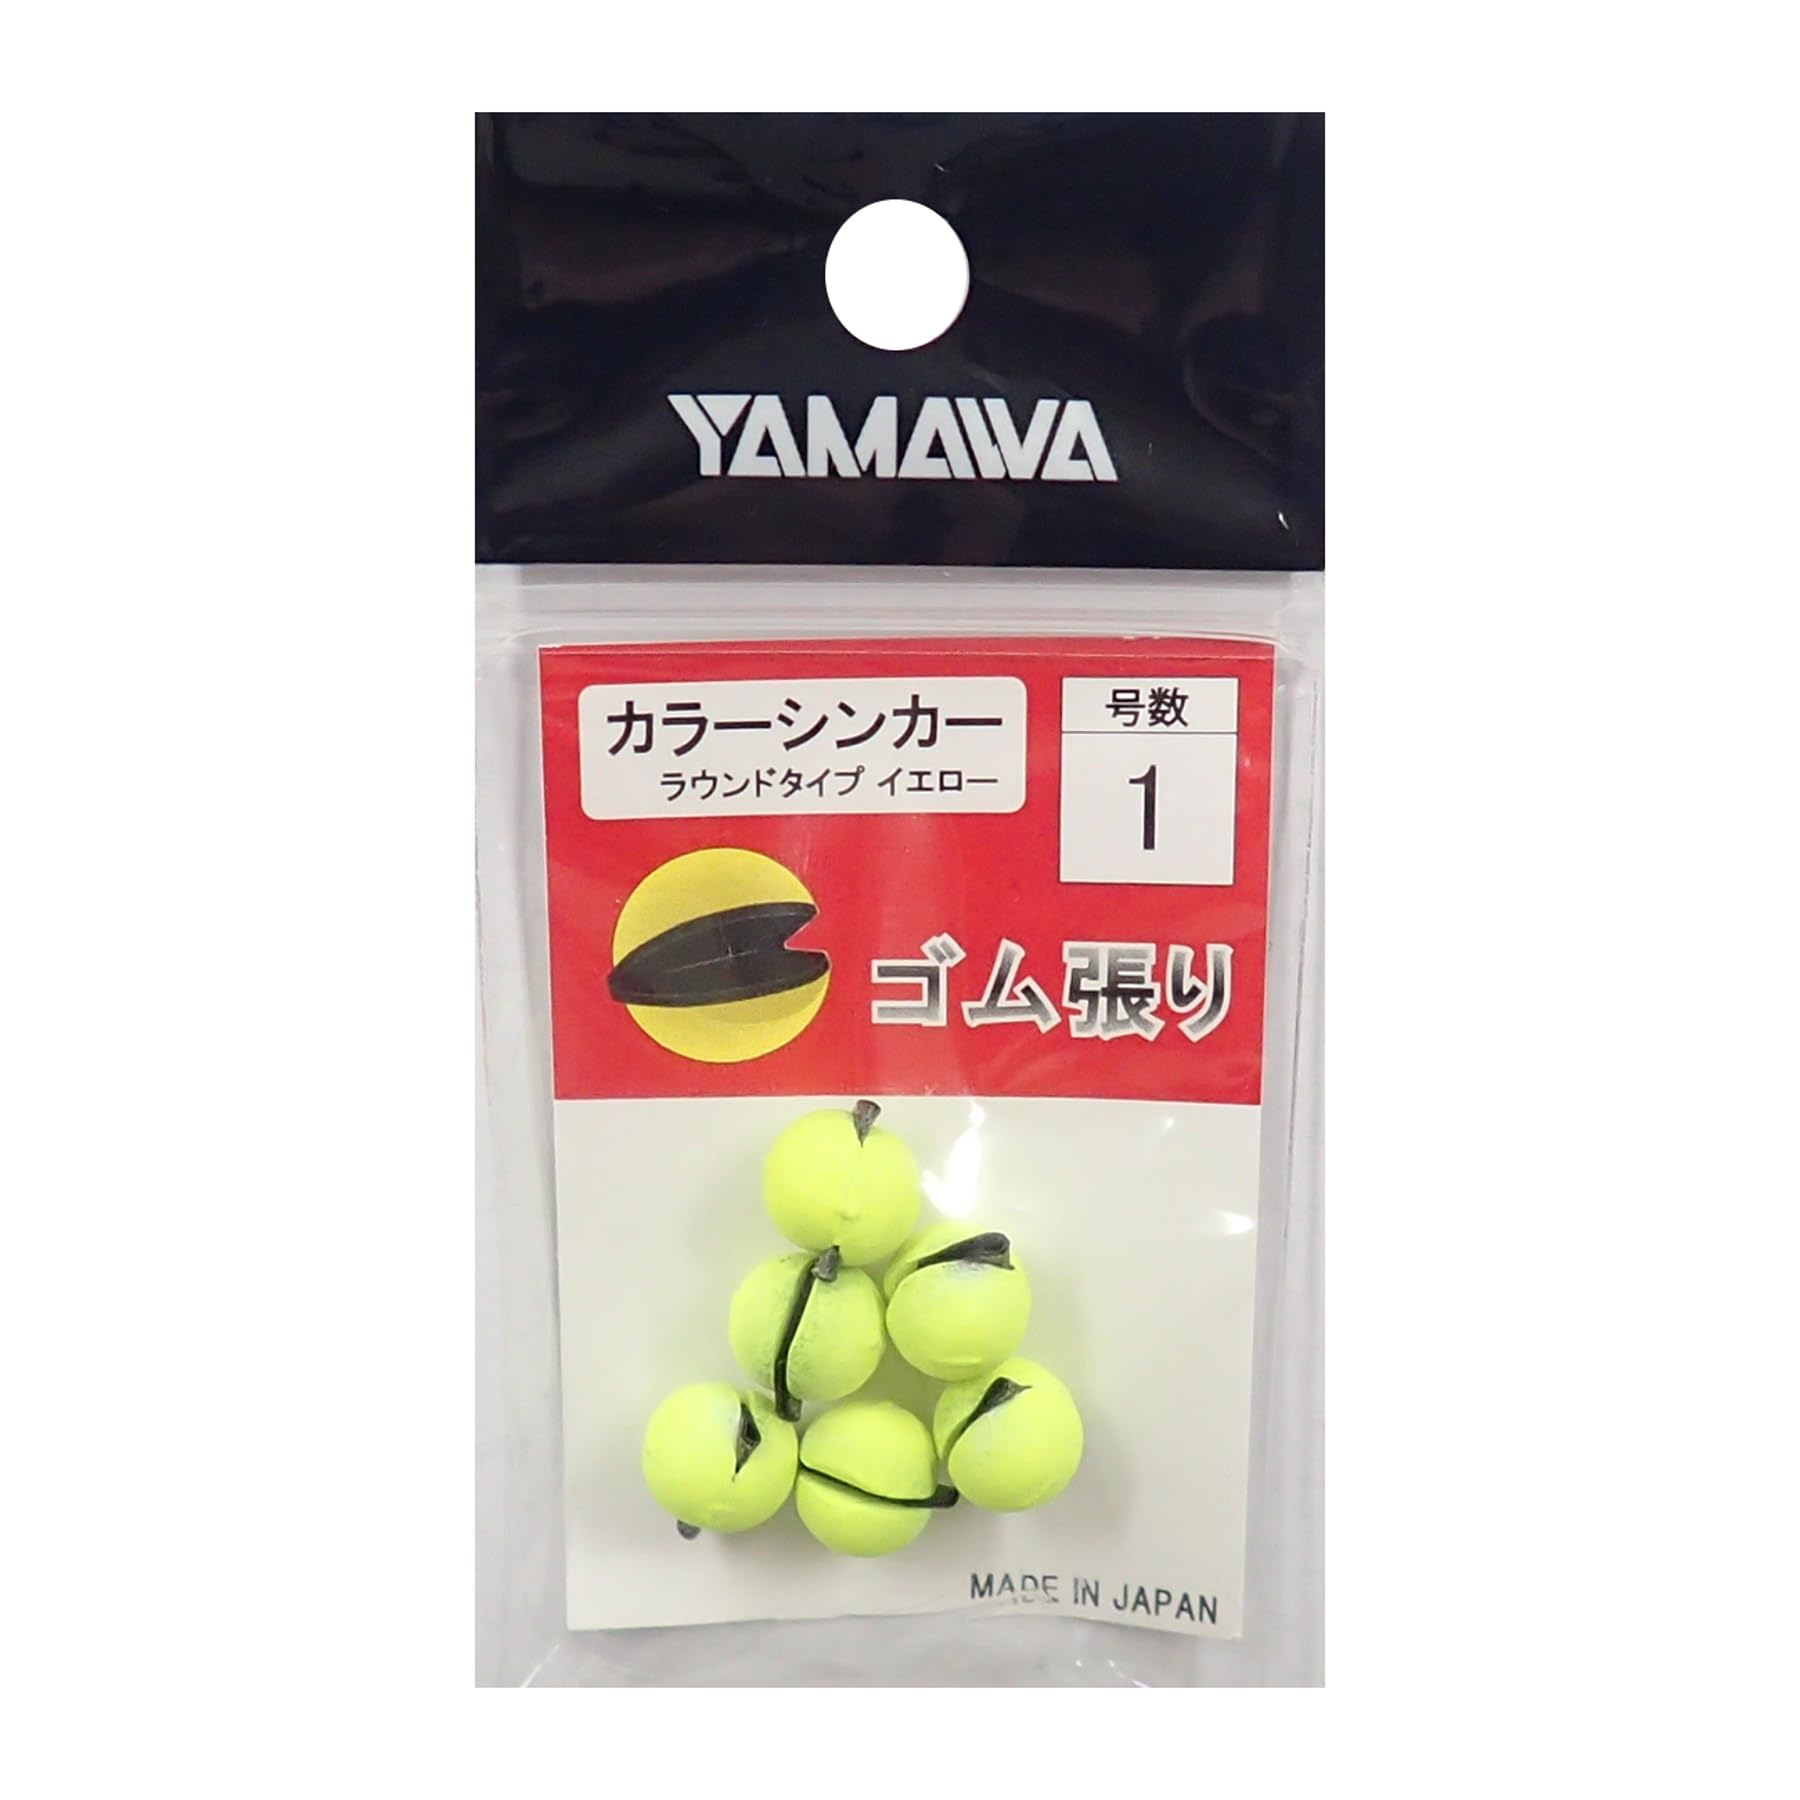 YAMAWA
カラーシンカー
ラウンドタイプ イエロー
号数
1
ゴム張り
MADE IN JAPAN